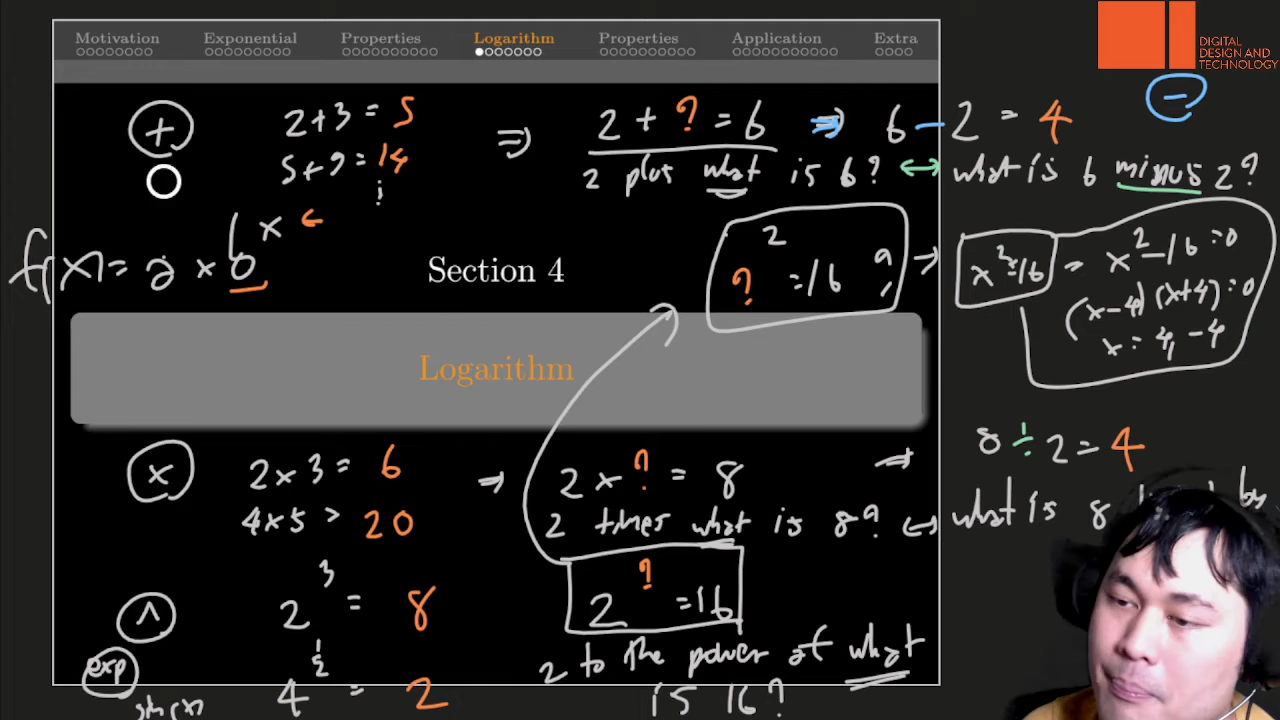 Motivation Exponential Properties Logarithm Properties Application Extra
DIGITAL
DESIGN AND
TECHNOLOGY
−
+ 2+3=5 ⇒ 2+?=6 ⇒ 6−2=4
5+9=14 2 plus what is 6? ↔ what is 6 minus 2?
f(x)= a×b^x ←
?^2=16 ? → x^2=16 = x^2−16=0
(x−4)(x+4)=0
x=4,−4
Section 4
Logarithm
× 2×3=6 ⇒ 2×?=8 ⇒ 8÷2=4
4×5= 20 2 times what is 8? ↔ what is 8 by
^ 2^3 = 8 2^?=16
exp 2 to the power of what
4^½ = 2 is 16?